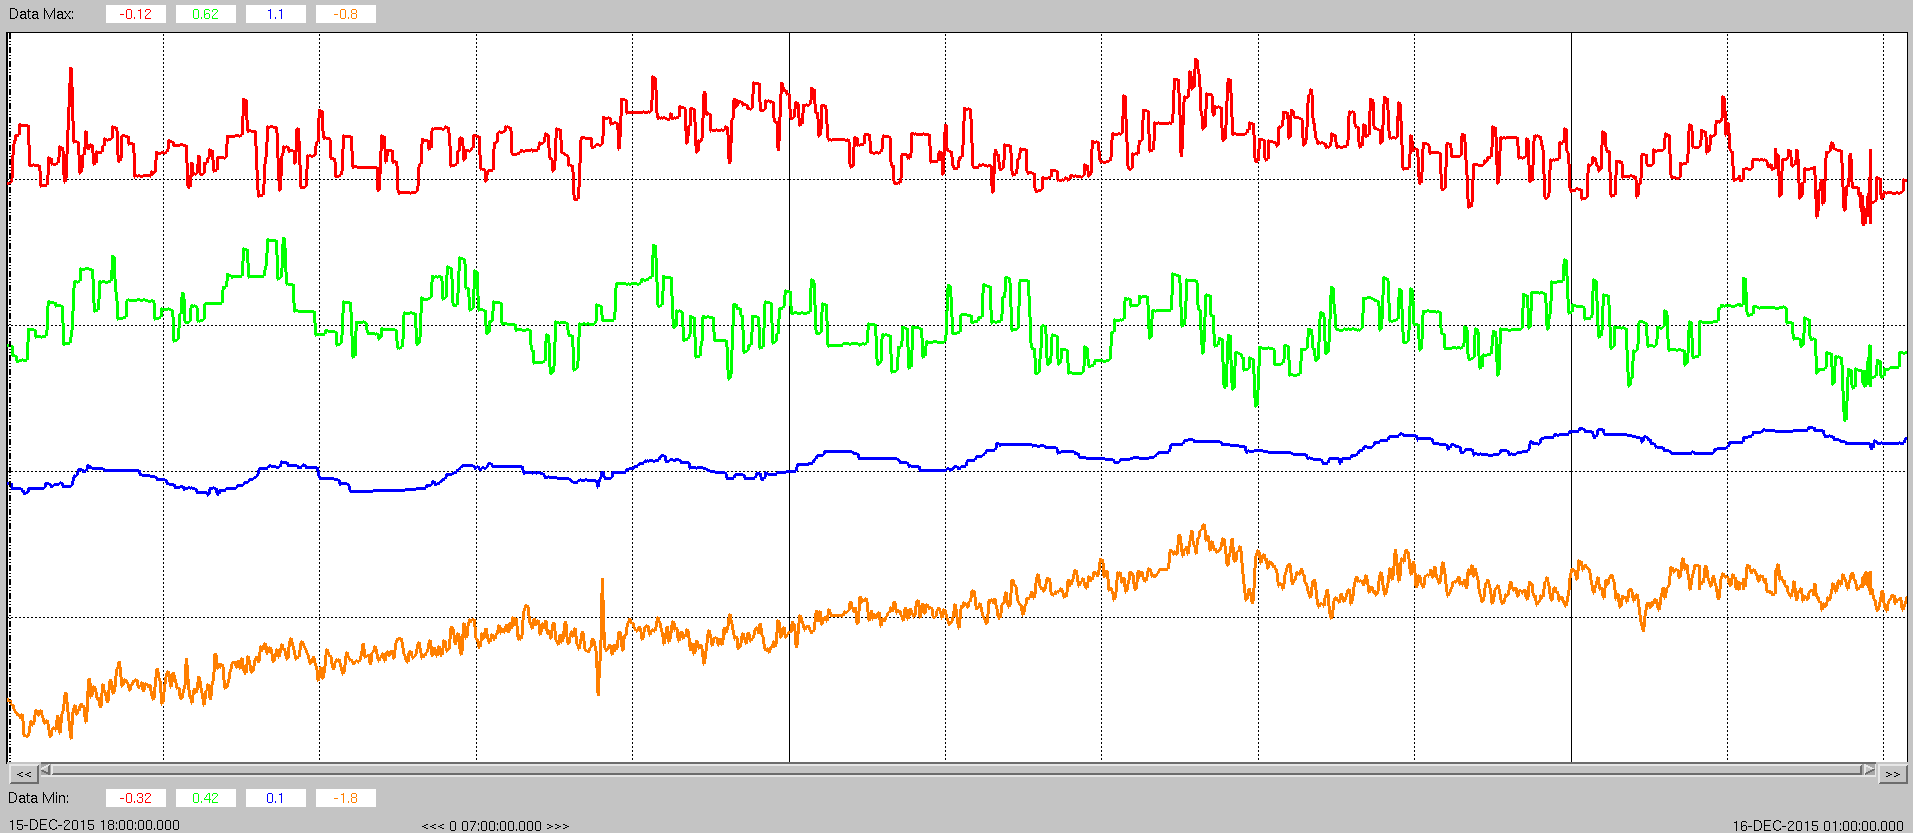 Data Max: -0.12 0.62 1.1 -0.8
<< >>
Data Min: -0.32 0.42 0.1 -1.8
15-DEC-2015 18:00:00.000 <<< 0 07:00:00.000 >>> 16-DEC-2015 01:00:00.000